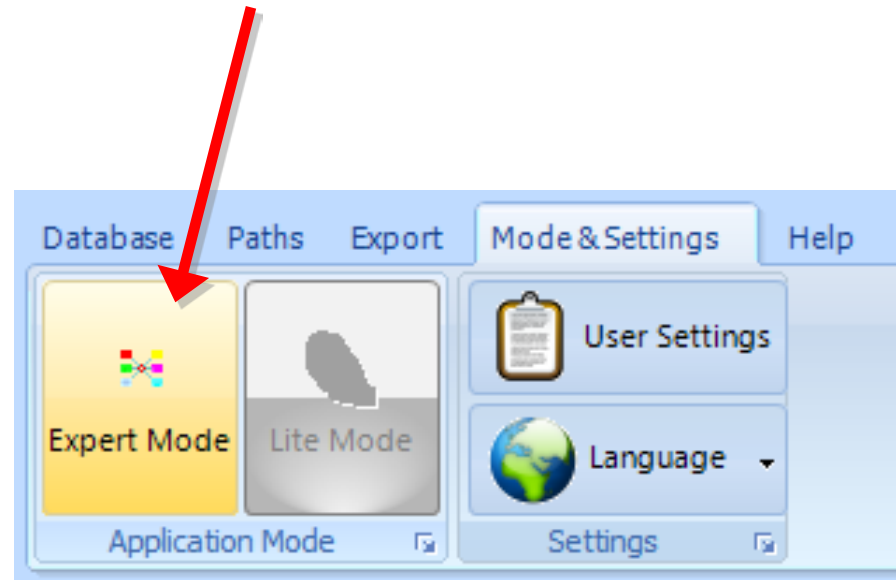 Database Paths Export Mode & Settings Help
Expert Mode Lite Mode
User Settings
Language
Application Mode Settings